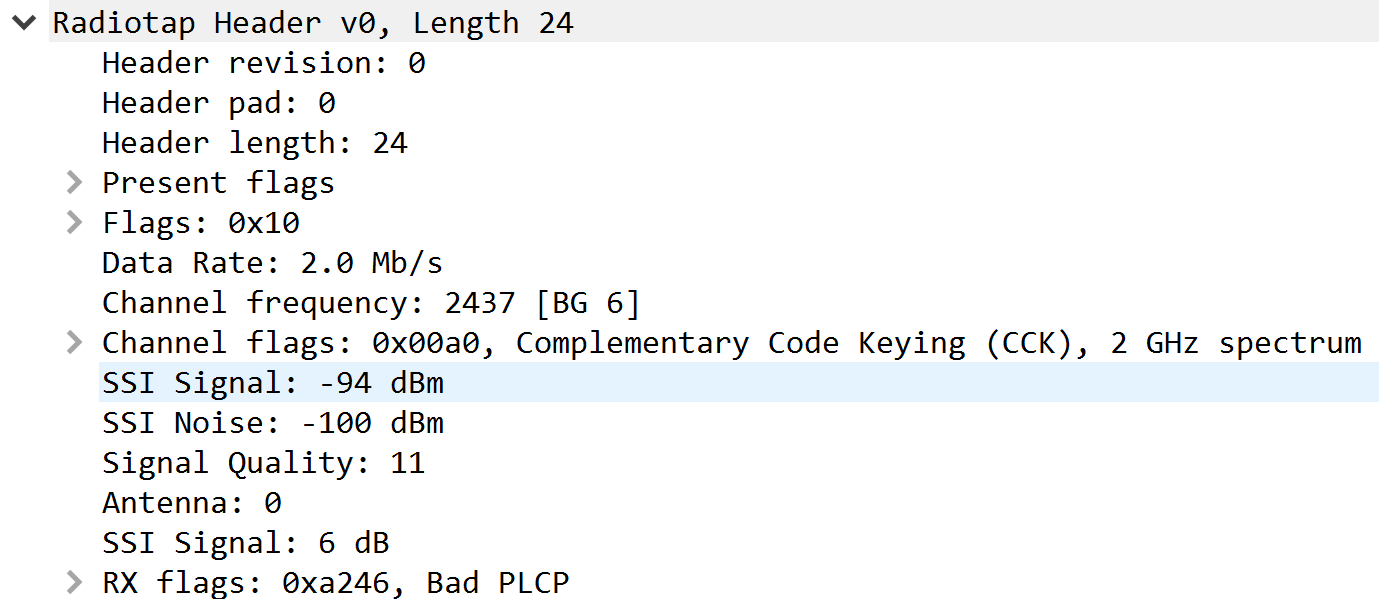 Radiotap Header v0, Length 24
Header revision: 0
Header pad: 0
Header length: 24
Present flags
Flags: 0x10
Data Rate: 2.0 Mb/s
Channel frequency: 2437 [BG 6]
Channel flags: 0x00a0, Complementary Code Keying (CCK), 2 GHz spectrum
SSI Signal: -94 dBm
SSI Noise: -100 dBm
Signal Quality: 11
Antenna: 0
SSI Signal: 6 dB
RX flags: 0xa246, Bad PLCP